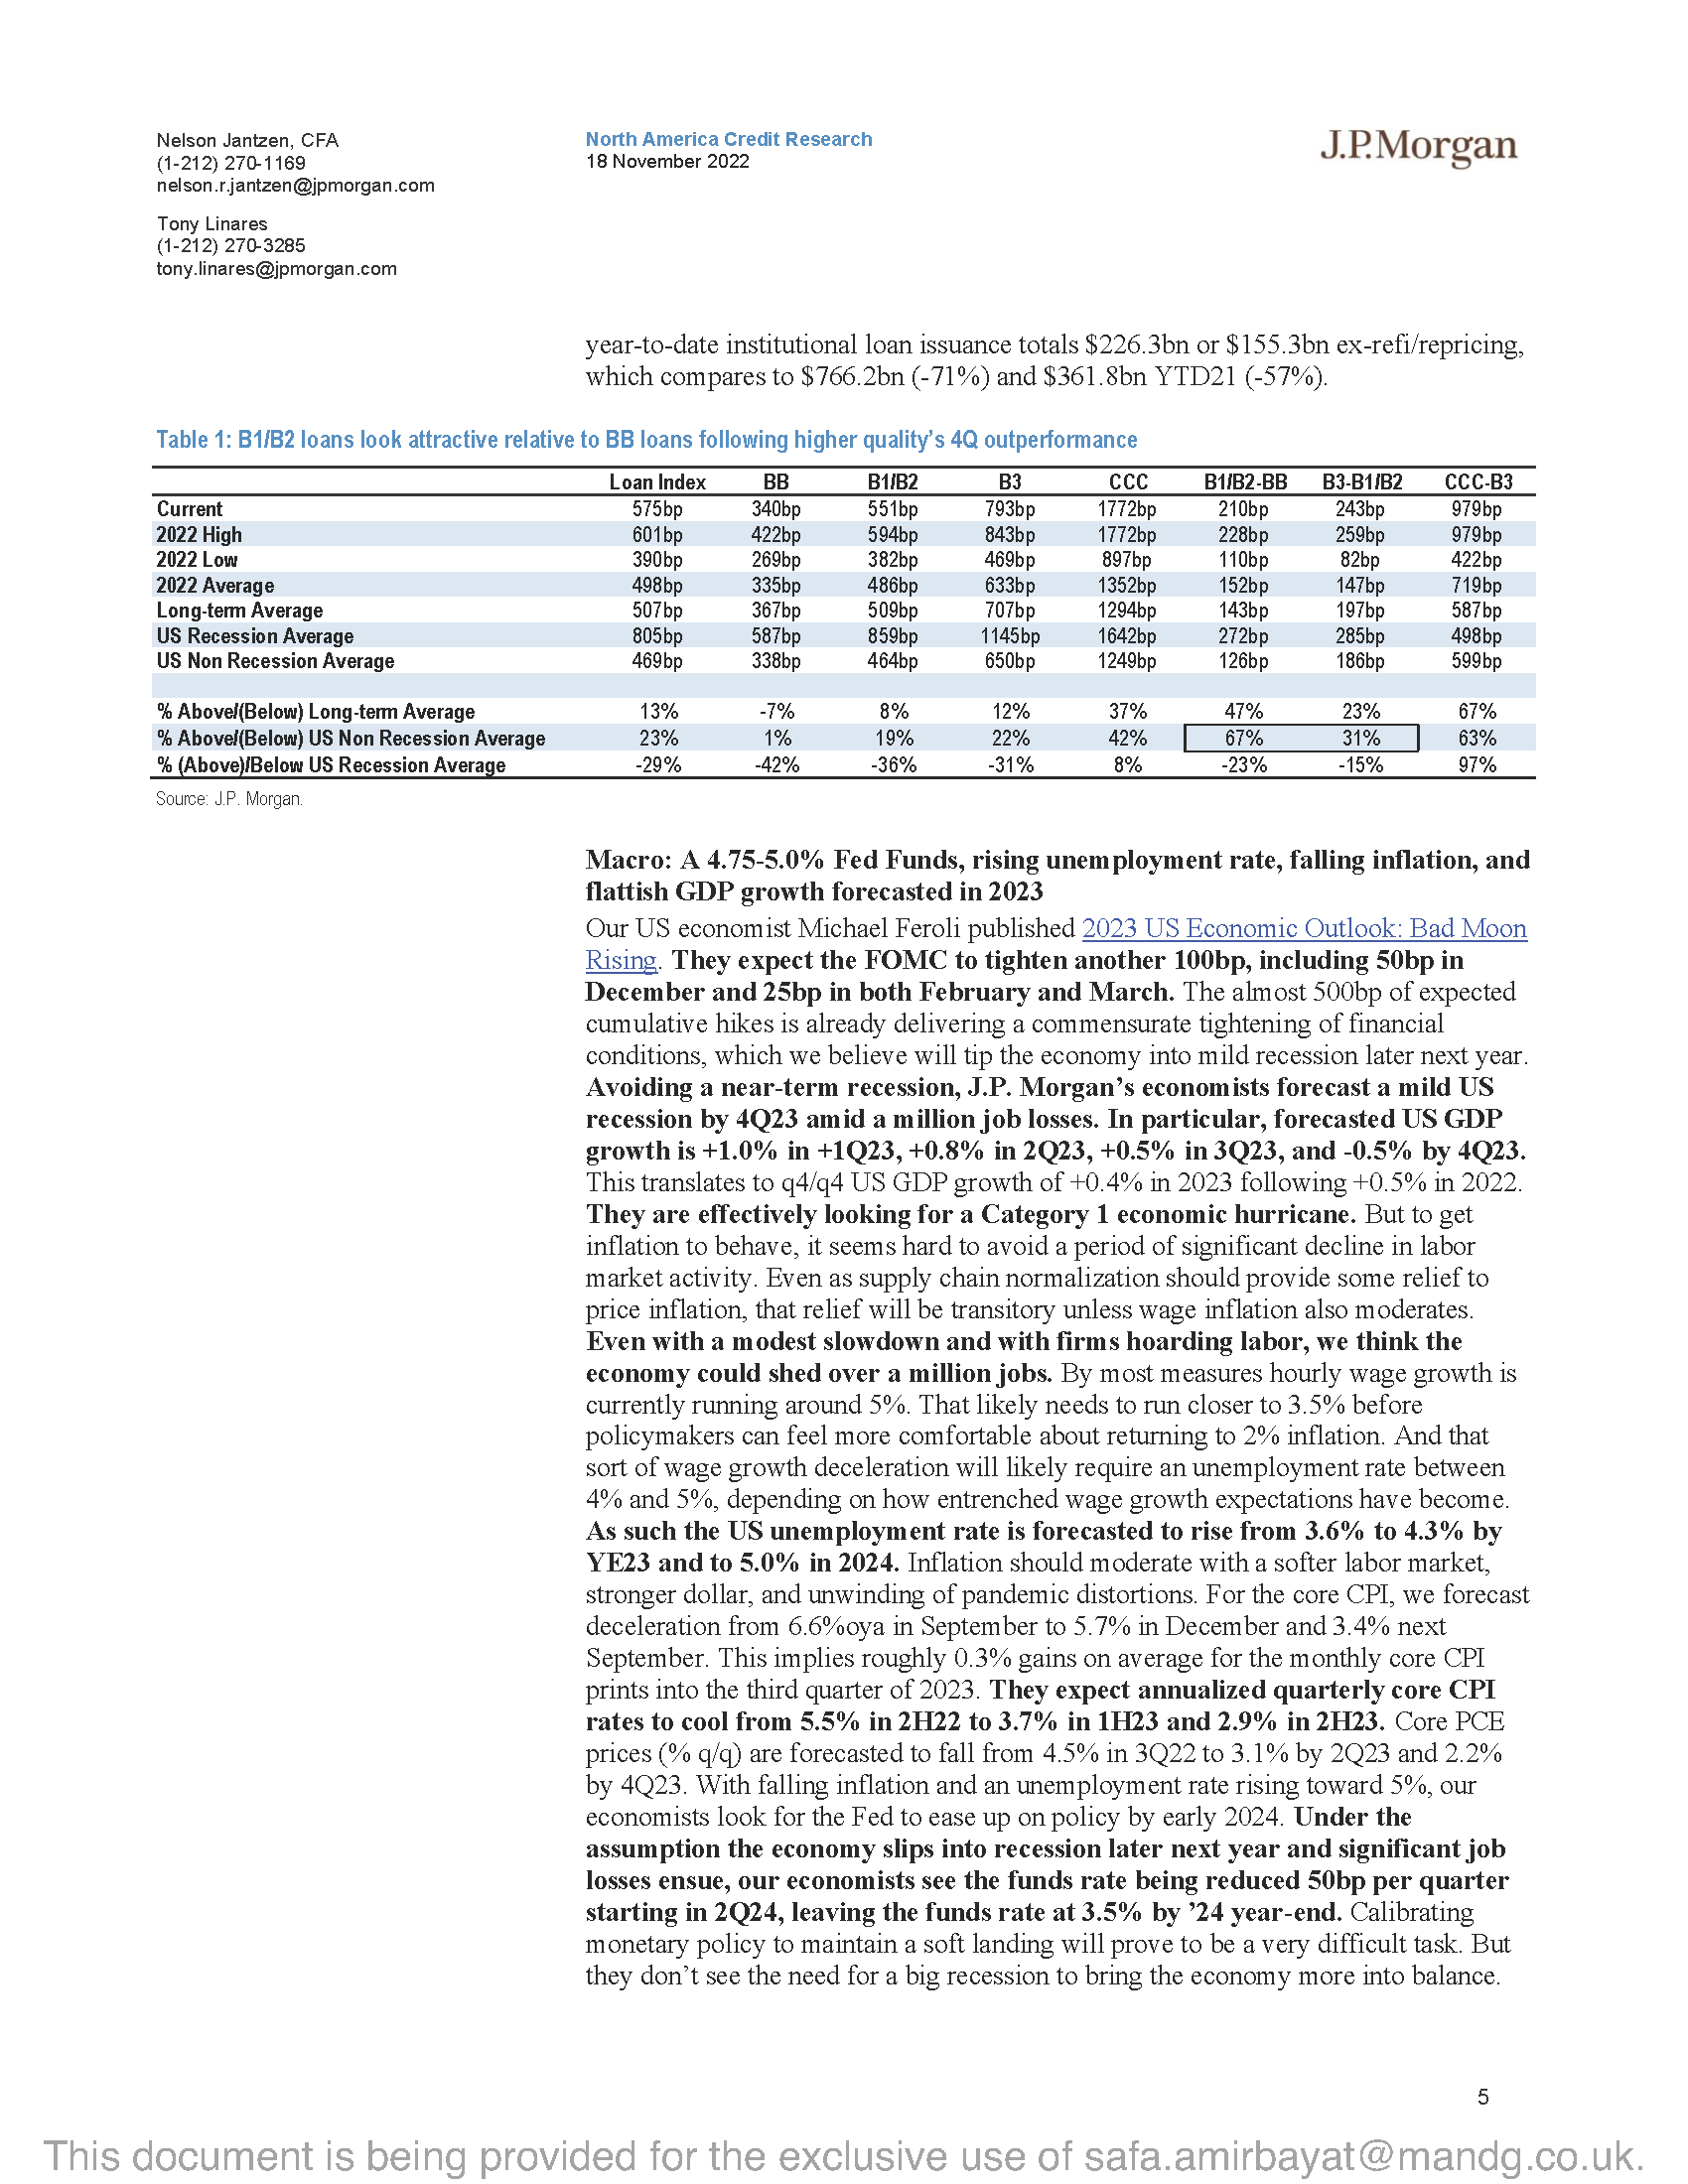 Nelson Jantzen, CFA
(1-212) 270-1169
nelson.r.jantzen@jpmorgan.com
Tony Linares
(1-212) 270-3285
tony.linares@jpmorgan.com
North America Credit Research
18 November 2022
J.P.Morgan
year-to-date institutional loan issuance totals $226.3bn or $155.3bn ex-refi/repricing,
which compares to $766.2bn (-71%) and $361.8bn YTD21 (-57%).
Table 1: B1/B2 loans look attractive relative to BB loans following higher quality's 4Q outperformance
Loan Index BB B1/B2 B3 CCC B1/B2-BB B3-B1/B2 CCC-B3
Current 575bp 340bp 551bp 793bp 1772bp 210bp 243bp 979bp
2022 High 601bp 422bp 594bp 843bp 1772bp 228bp 259bp 979bp
2022 Low 390bp 269bp 382bp 469bp 897bp 110bp 82bp 422bp
2022 Average 498bp 335bp 486bp 633bp 1352bp 152bp 147bp 719bp
Long-term Average 507bp 367bp 509bp 707bp 1294bp 143bp 197bp 587bp
US Recession Average 805bp 587bp 859bp 1145bp 1642bp 272bp 285bp 498bp
US Non Recession Average 469bp 338bp 464bp 650bp 1249bp 126bp 186bp 599bp
% Above/(Below) Long-term Average 13% -7% 8% 12% 37% 47% 23% 67%
% Above/(Below) US Non Recession Average 23% 1% 19% 22% 42% 67% 31% 63%
% (Above)/Below US Recession Average -29% -42% -36% -31% 8% -23% -15% 97%
Source: J.P. Morgan.
Macro: A 4.75-5.0% Fed Funds, rising unemployment rate, falling inflation, and
flattish GDP growth forecasted in 2023
Our US economist Michael Feroli published 2023 US Economic Outlook: Bad Moon
Rising. They expect the FOMC to tighten another 100bp, including 50bp in
December and 25bp in both February and March. The almost 500bp of expected
cumulative hikes is already delivering a commensurate tightening of financial
conditions, which we believe will tip the economy into mild recession later next year.
Avoiding a near-term recession, J.P. Morgan's economists forecast a mild US
recession by 4Q23 amid a million job losses. In particular, forecasted US GDP
growth is +1.0% in +1Q23, +0.8% in 2Q23, +0.5% in 3Q23, and -0.5% by 4Q23.
This translates to q4/q4 US GDP growth of +0.4% in 2023 following +0.5% in 2022.
They are effectively looking for a Category 1 economic hurricane. But to get
inflation to behave, it seems hard to avoid a period of significant decline in labor
market activity. Even as supply chain normalization should provide some relief to
price inflation, that relief will be transitory unless wage inflation also moderates.
Even with a modest slowdown and with firms hoarding labor, we think the
economy could shed over a million jobs. By most measures hourly wage growth is
currently running around 5%. That likely needs to run closer to 3.5% before
policymakers can feel more comfortable about returning to 2% inflation. And that
sort of wage growth deceleration will likely require an unemployment rate between
4% and 5%, depending on how entrenched wage growth expectations have become.
As such the US unemployment rate is forecasted to rise from 3.6% to 4.3% by
YE23 and to 5.0% in 2024. Inflation should moderate with a softer labor market,
stronger dollar, and unwinding of pandemic distortions. For the core CPI, we forecast
deceleration from 6.6%oya in September to 5.7% in December and 3.4% next
September. This implies roughly 0.3% gains on average for the monthly core CPI
prints into the third quarter of 2023. They expect annualized quarterly core CPI
rates to cool from 5.5% in 2H22 to 3.7% in 1H23 and 2.9% in 2H23. Core PCE
prices (% q/q) are forecasted to fall from 4.5% in 3Q22 to 3.1% by 2Q23 and 2.2%
by 4Q23. With falling inflation and an unemployment rate rising toward 5%, our
economists look for the Fed to ease up on policy by early 2024. Under the
assumption the economy slips into recession later next year and significant job
losses ensue, our economists see the funds rate being reduced 50bp per quarter
starting in 2Q24, leaving the funds rate at 3.5% by '24 year-end. Calibrating
monetary policy to maintain a soft landing will prove to be a very difficult task. But
they don't see the need for a big recession to bring the economy more into balance.
5
This document is being provided for the exclusive use of safa.amirbayat@mandg.co.uk.